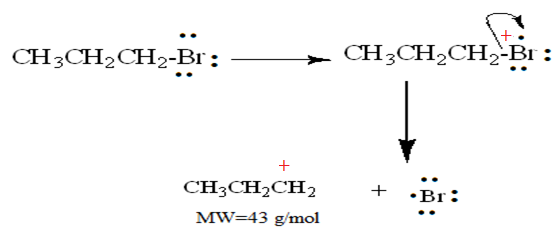 CH3CH2CH2-Br: CH3CH2CH2-Br:
+
+
CH3CH2CH2 + ·Br:
MW=43 g/mol